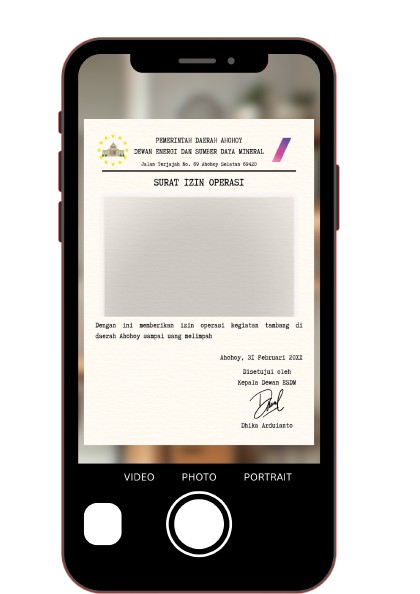 PEMERINTAH DAERAH AHOHOY
DEWAN ENERGI DAN SUMBER DAYA MINERAL
Jalan Terjajah No. 69 Ahohoy Selatan 69420
SURAT IZIN OPERASI
Dengan ini memberikan izin operasi kegiatan tambang di
daerah Ahohoy sampai uang melimpah
Ahohoy, 31 Februari 20XX
Disetujui oleh
Kepala Dewan ESDM
Dhika Arduianto
VIDEO PHOTO PORTRAIT